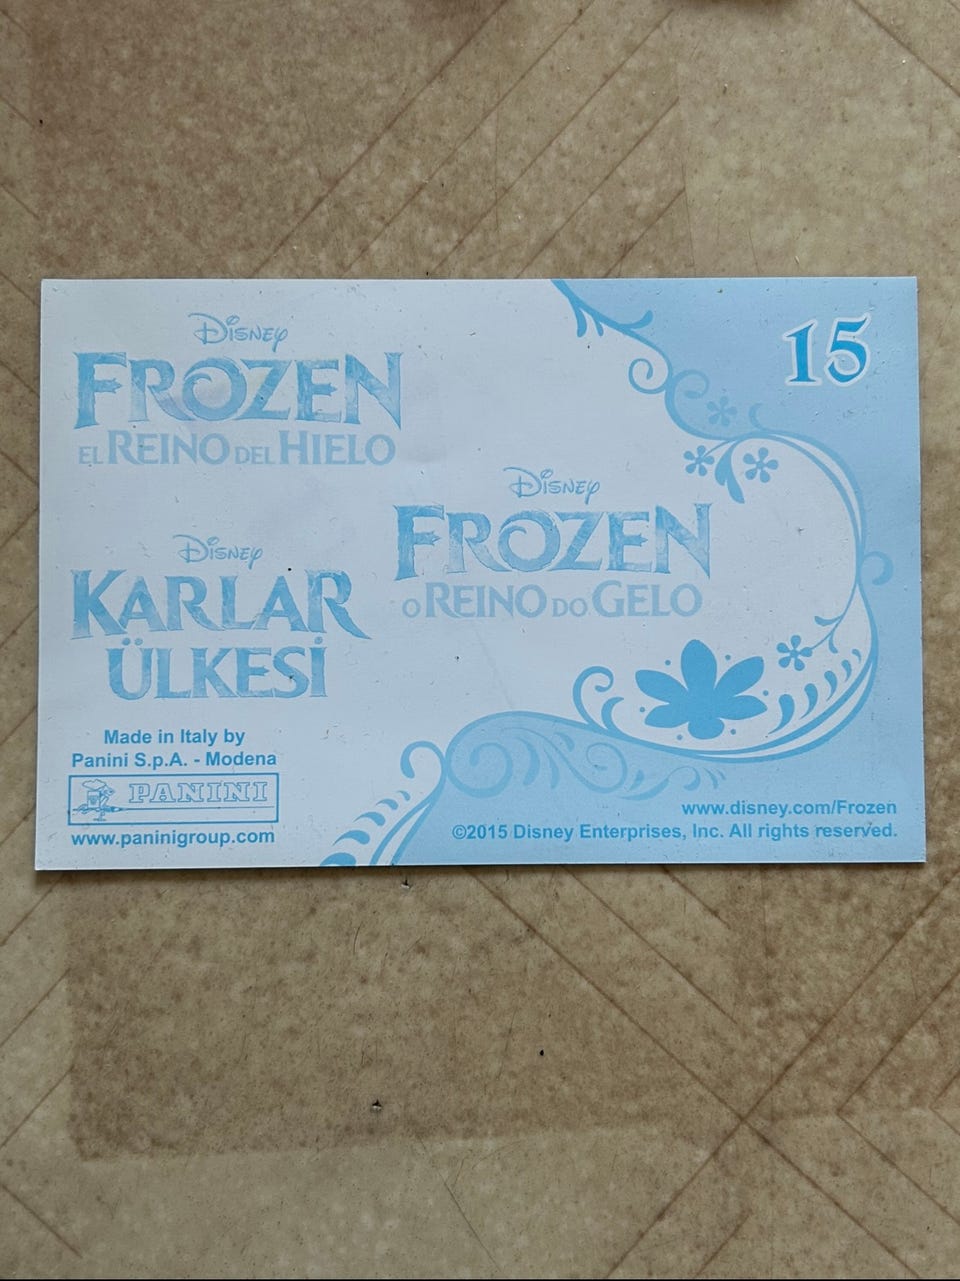 Disney
FROZEN
EL REINO DEL HIELO
15
Disney
FROZEN
O REINO DO GELO
Disney
KARLAR
ÜLKESİ
Made in Italy by
Panini S.p.A. - Modena
PANINI
www.paninigroup.com
www.disney.com/Frozen
©2015 Disney Enterprises, Inc. All rights reserved.